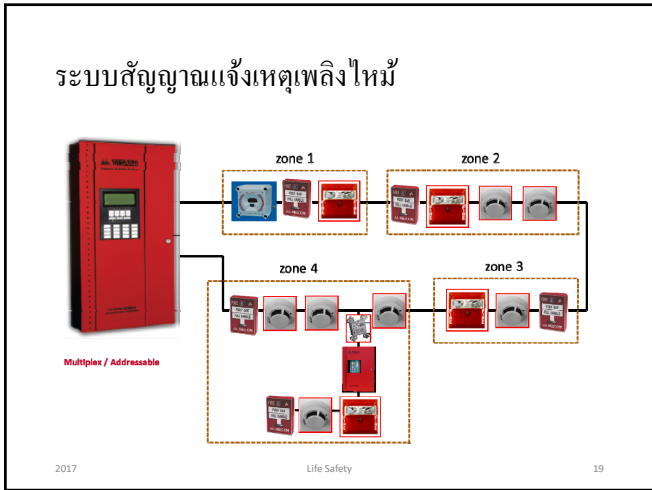 ระบบสัญญาณแจ้งเหตุเพลิงไหม้
zone 1
zone 2
zone 4
zone 3
Multiplex / Addressable
2017
Life Safety
19